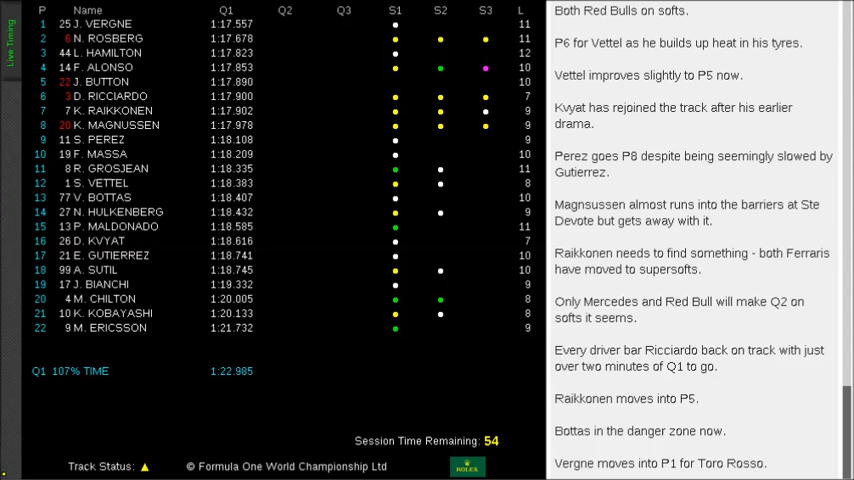 Live Timing
P Name Q1 Q2 Q3 S1 S2 S3 L
1 25 J. VERGNE 1:17.557 11
2 6 N. ROSBERG 1:17.678 11
3 44 L. HAMILTON 1:17.823 12
4 14 F. ALONSO 1:17.853 10
5 22 J. BUTTON 1:17.890 10
6 3 D. RICCIARDO 1:17.900 7
7 7 K. RAIKKONEN 1:17.902 9
8 20 K. MAGNUSSEN 1:17.978 9
9 11 S. PEREZ 1:18.108 9
10 19 F. MASSA 1:18.209 10
11 8 R. GROSJEAN 1:18.335 11
12 1 S. VETTEL 1:18.383 8
13 77 V. BOTTAS 1:18.407 10
14 27 N. HULKENBERG 1:18.432 9
15 13 P. MALDONADO 1:18.585 11
16 26 D. KVYAT 1:18.616 7
17 21 E. GUTIERREZ 1:18.741 10
18 99 A. SUTIL 1:18.745 10
19 17 J. BIANCHI 1:19.332 9
20 4 M. CHILTON 1:20.005 8
21 10 K. KOBAYASHI 1:20.133 8
22 9 M. ERICSSON 1:21.732 9
Q1 107% TIME 1:22.985
Session Time Remaining: 54
Track Status: © Formula One World Championship Ltd
ROLEX
Both Red Bulls on softs.
P6 for Vettel as he builds up heat in his tyres.
Vettel improves slightly to P5 now.
Kvyat has rejoined the track after his earlier
drama.
Perez goes P8 despite being seemingly slowed by
Gutierrez.
Magnsussen almost runs into the barriers at Ste
Devote but gets away with it.
Raikkonen needs to find something - both Ferraris
have moved to supersofts.
Only Mercedes and Red Bull will make Q2 on
softs it seems.
Every driver bar Ricciardo back on track with just
over two minutes of Q1 to go.
Raikkonen moves into P5.
Bottas in the danger zone now.
Vergne moves into P1 for Toro Rosso.